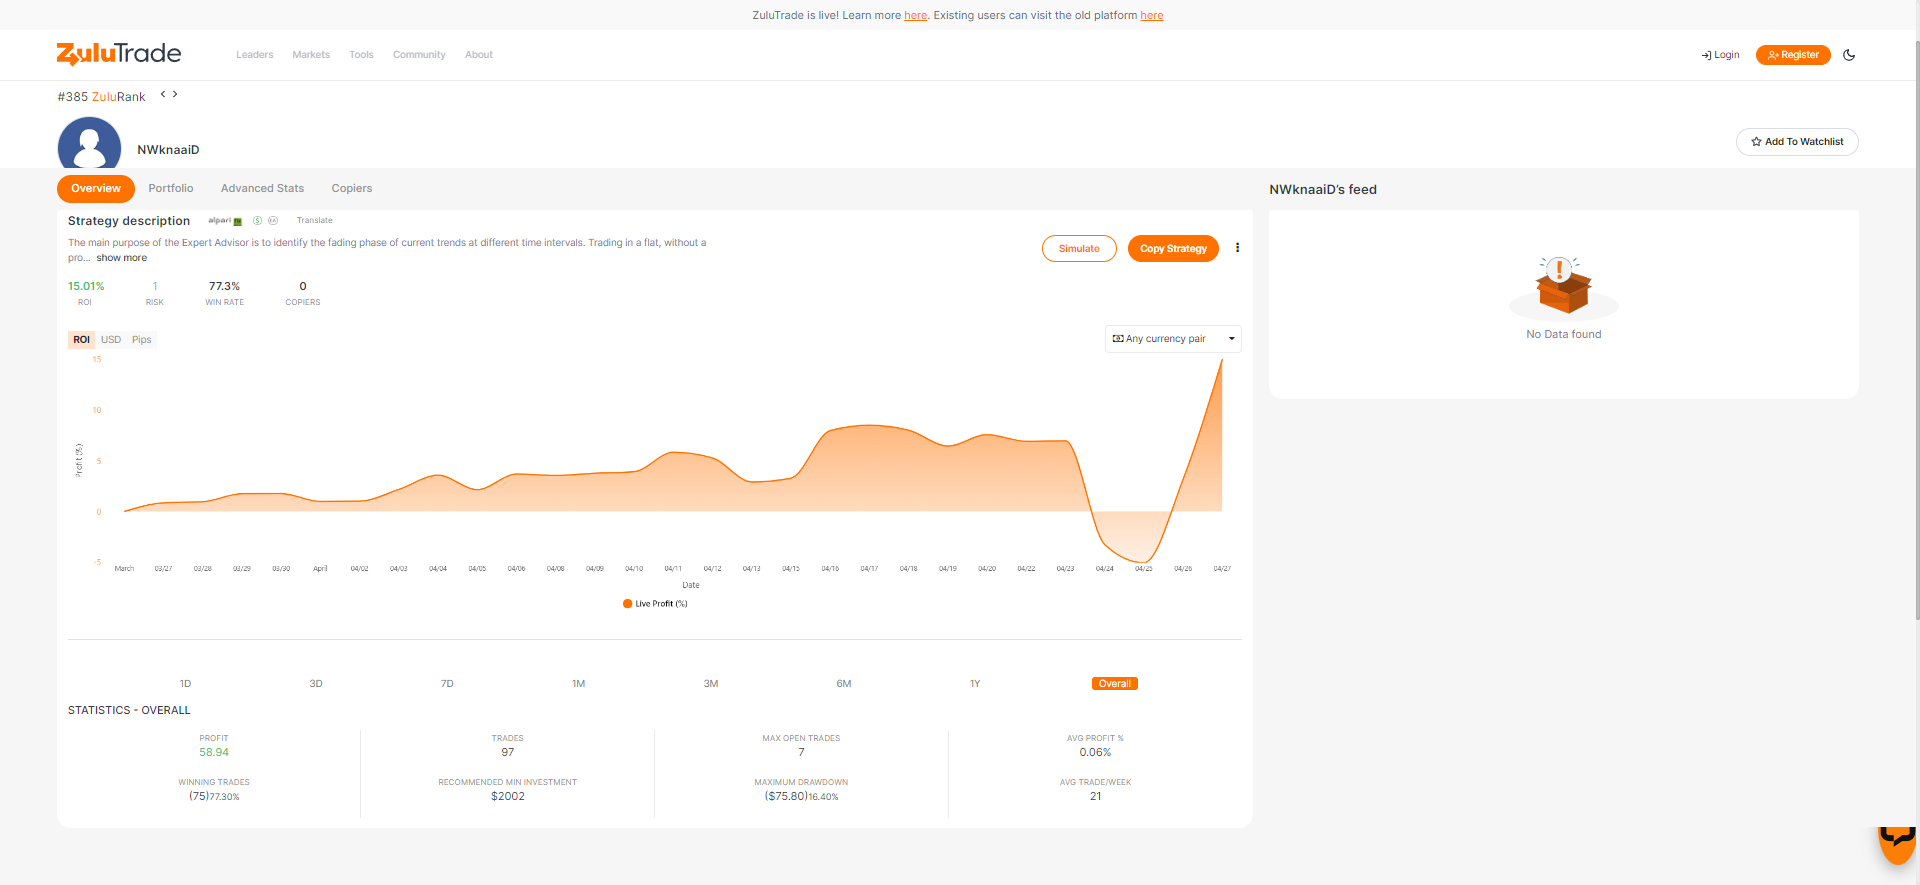 ZuluTrade is live! Learn more here. Existing users can visit the old platform here
ZuluTrade
Leaders Markets Tools Community About
Login Register
#385 ZuluRank
NWknaaiD
Add To Watchlist
Overview Portfolio Advanced Stats Copiers
NWknaaiD's feed
Strategy description alpari Translate
The main purpose of the Expert Advisor is to identify the fading phase of current trends at different time intervals. Trading in a flat, without a
pro... show more
Simulate Copy Strategy
15.01% 1 77.3% 0
ROI RISK WIN RATE COPIERS
No Data found
ROI USD Pips
Any currency pair
15
10
5
0
-5
Profit (%)
March 03/27 03/28 03/29 03/30 April 04/02 04/03 04/04 04/05 04/06 04/08 04/09 04/10 04/11 04/12 04/13 04/15 04/16 04/17 04/18 04/19 04/20 04/22 04/23 04/24 04/25 04/26 04/27
Date
Live Profit (%)
1D 3D 7D 1M 3M 6M 1Y Overall
STATISTICS - OVERALL
PROFIT TRADES MAX OPEN TRADES AVG PROFIT %
58.94 97 7 0.06%
WINNING TRADES RECOMMENDED MIN INVESTMENT MAXIMUM DRAWDOWN AVG TRADE/WEEK
(75)77.30% $2002 ($75.80)16.40% 21